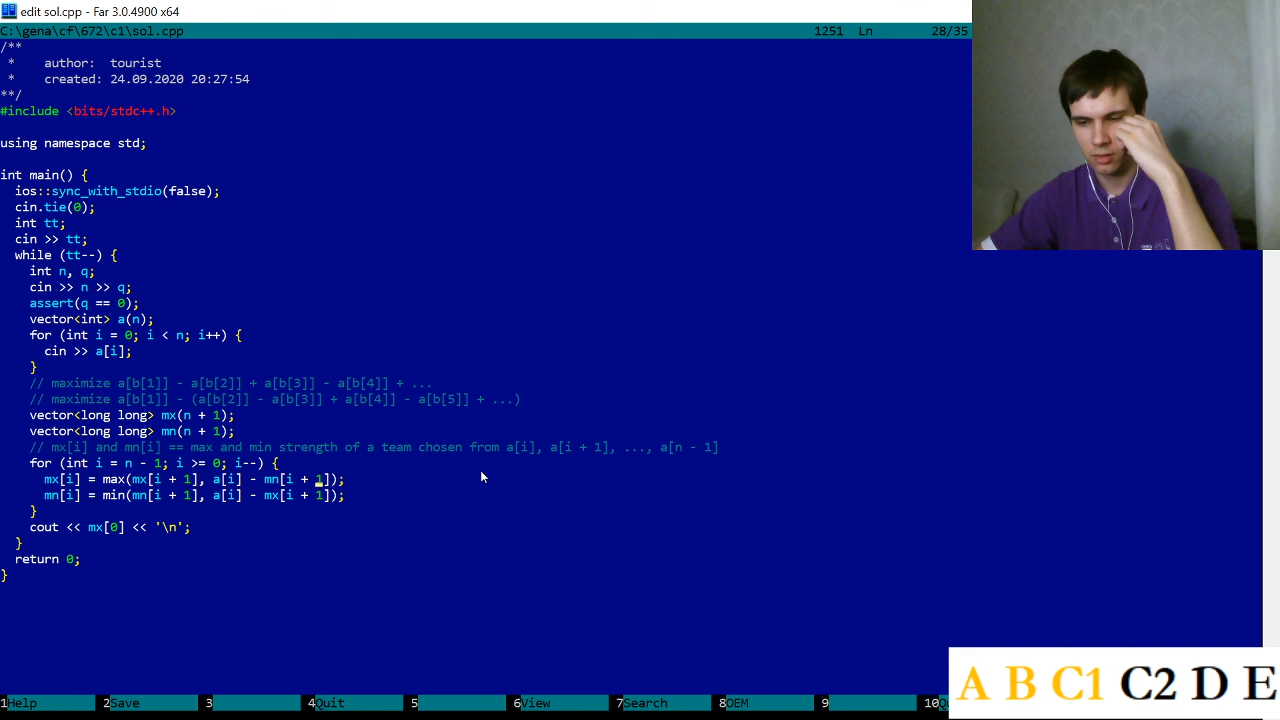 edit sol.cpp - Far 3.0.4900 x64
C:\gena\cf\672\c1\sol.cpp 1251 Ln 28/35
/**
 *    author:  tourist
 *    created: 24.09.2020 20:27:54
**/
#include <bits/stdc++.h>

using namespace std;

int main() {
  ios::sync_with_stdio(false);
  cin.tie(0);
  int tt;
  cin >> tt;
  while (tt--) {
    int n, q;
    cin >> n >> q;
    assert(q == 0);
    vector<int> a(n);
    for (int i = 0; i < n; i++) {
      cin >> a[i];
    }
    // maximize a[b[1]] - a[b[2]] + a[b[3]] - a[b[4]] + ...
    // maximize a[b[1]] - (a[b[2]] - a[b[3]] + a[b[4]] - a[b[5]] + ...)
    vector<long long> mx(n + 1);
    vector<long long> mn(n + 1);
    // mx[i] and mn[i] == max and min strength of a team chosen from a[i], a[i + 1], ..., a[n - 1]
    for (int i = n - 1; i >= 0; i--) {
      mx[i] = max(mx[i + 1], a[i] - mn[i + 1]);
      mn[i] = min(mn[i + 1], a[i] - mx[i + 1]);
    }
    cout << mx[0] << '\n';
  }
  return 0;
}
1Help 2Save 3 4Quit 5 6View 7Search 8OEM 9 10
A B C1 C2 D E